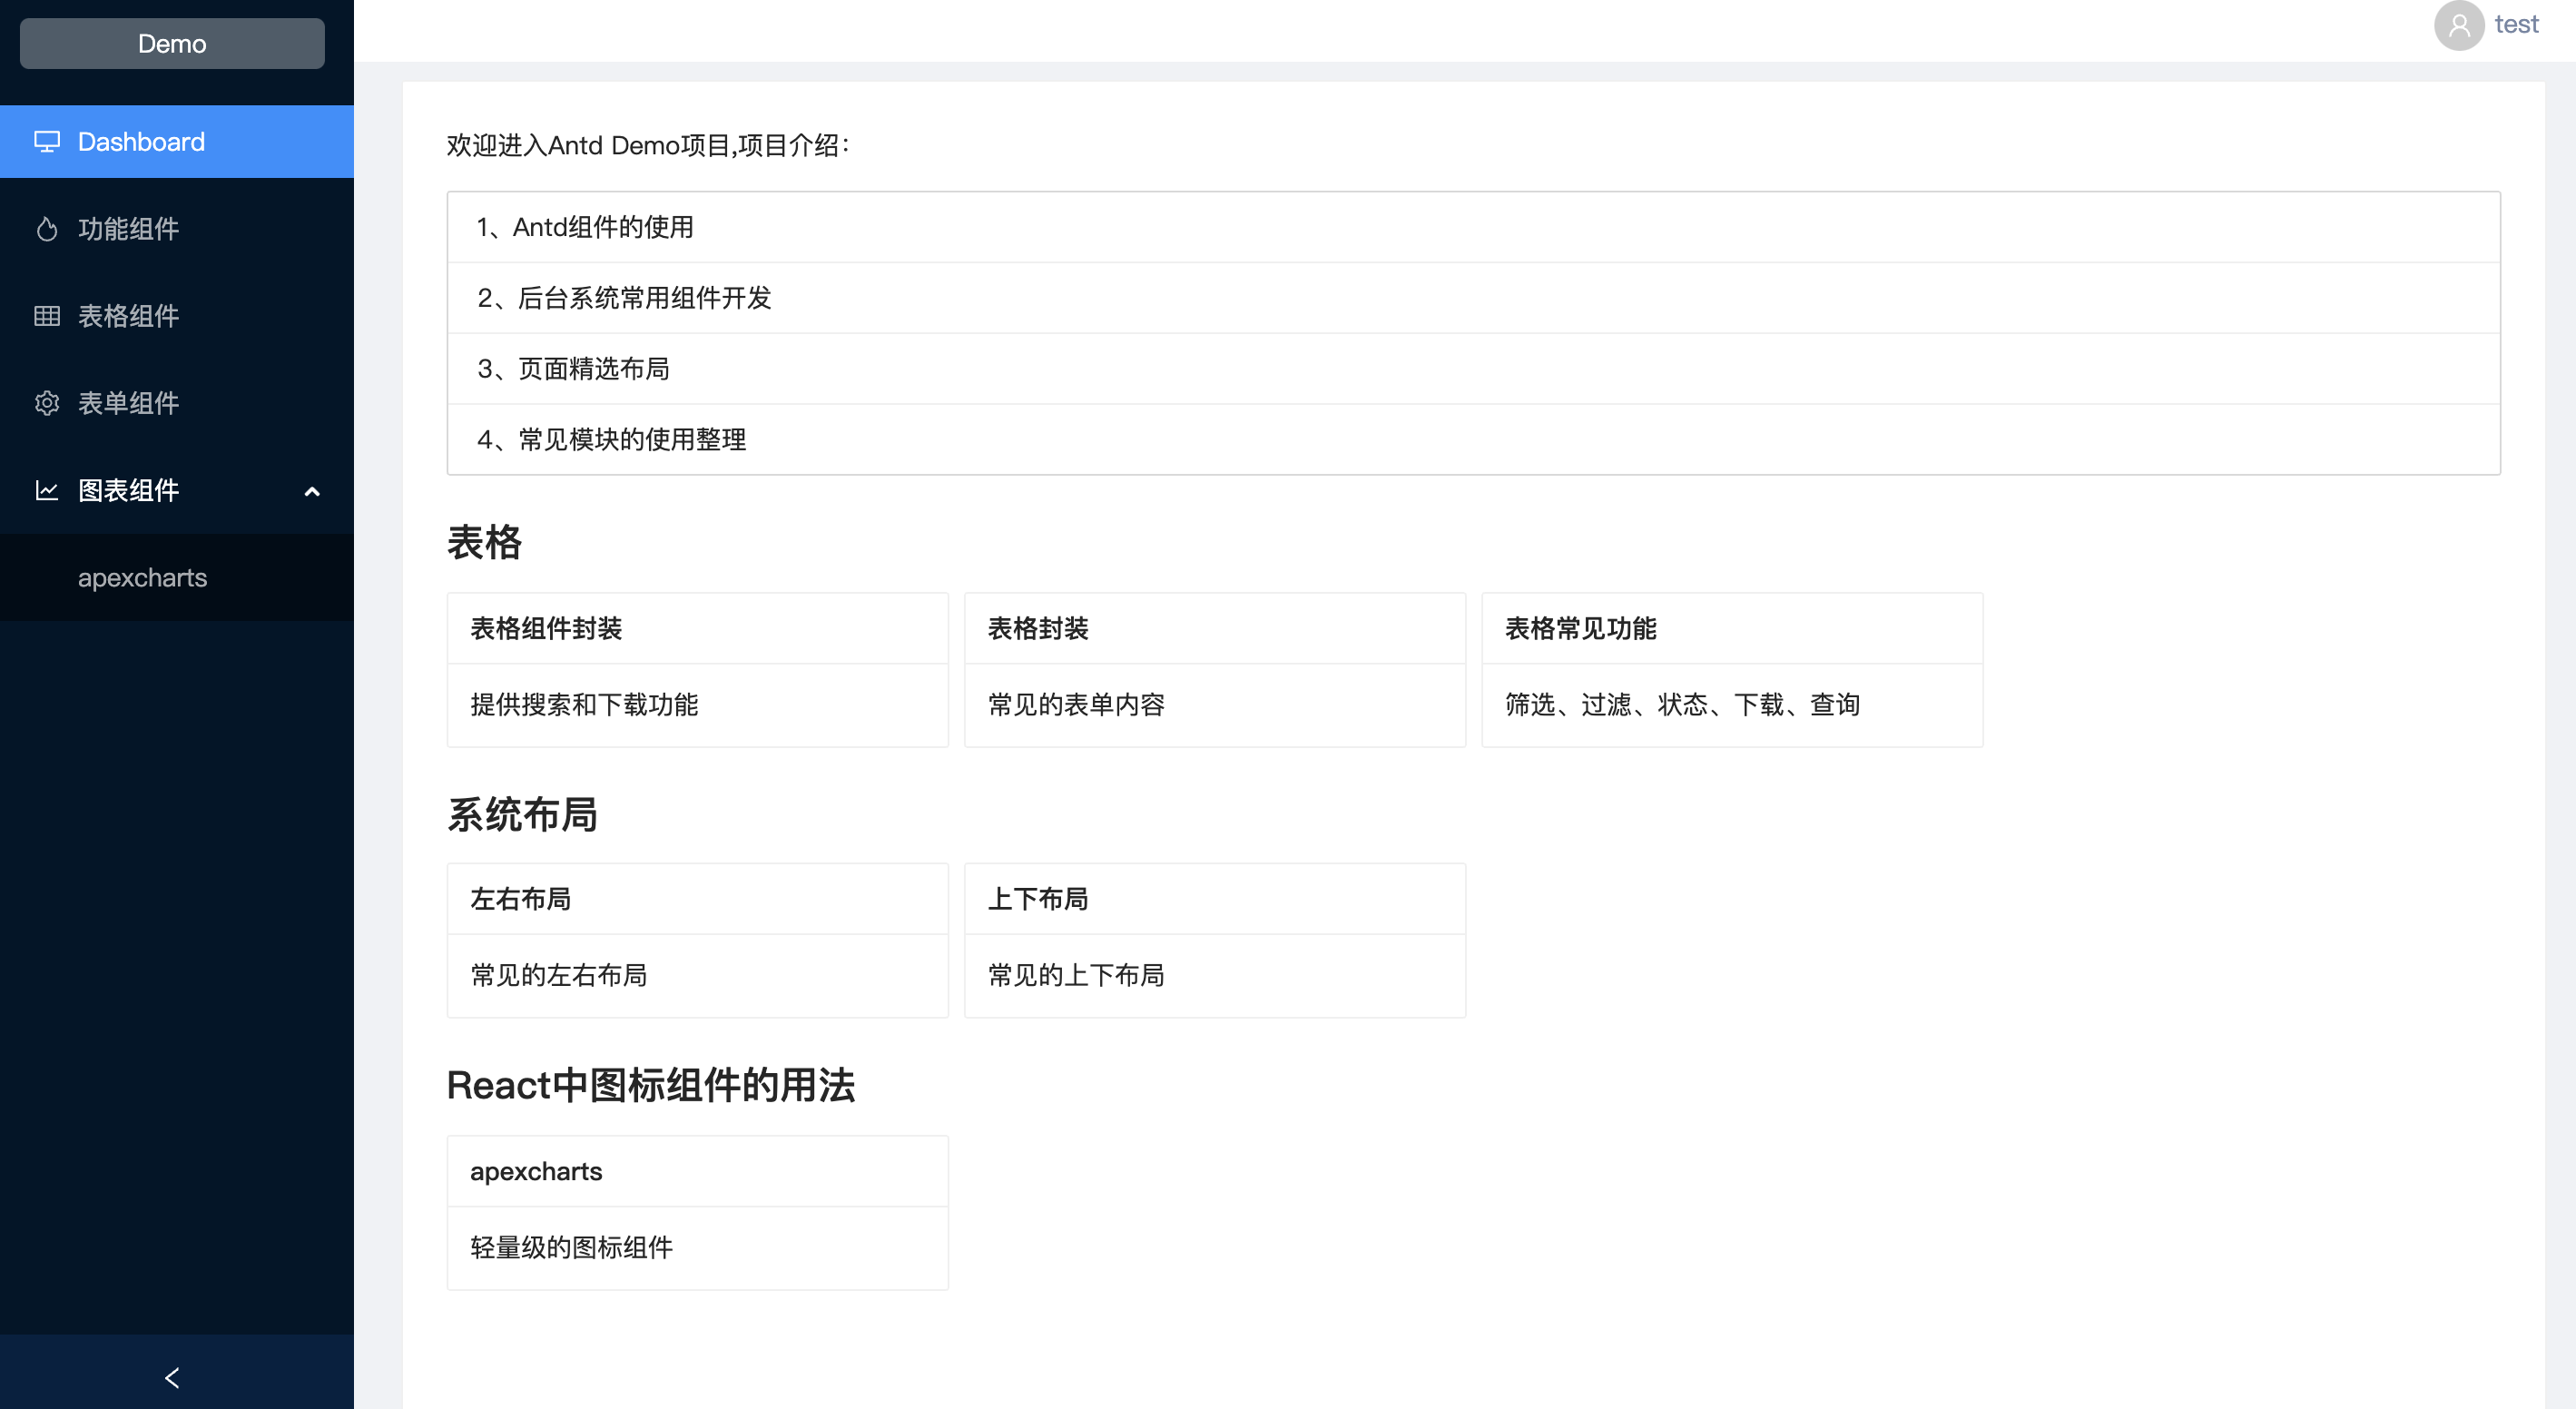 Demo
Dashboard
功能组件
表格组件
表单组件
图表组件
apexcharts
test
欢迎进入Antd Demo项目,项目介绍：
1、Antd组件的使用
2、后台系统常用组件开发
3、页面精选布局
4、常见模块的使用整理
表格
表格组件封装
提供搜索和下载功能
表格封装
常见的表单内容
表格常见功能
筛选、过滤、状态、下载、查询
系统布局
左右布局
常见的左右布局
上下布局
常见的上下布局
React中图标组件的用法
apexcharts
轻量级的图标组件